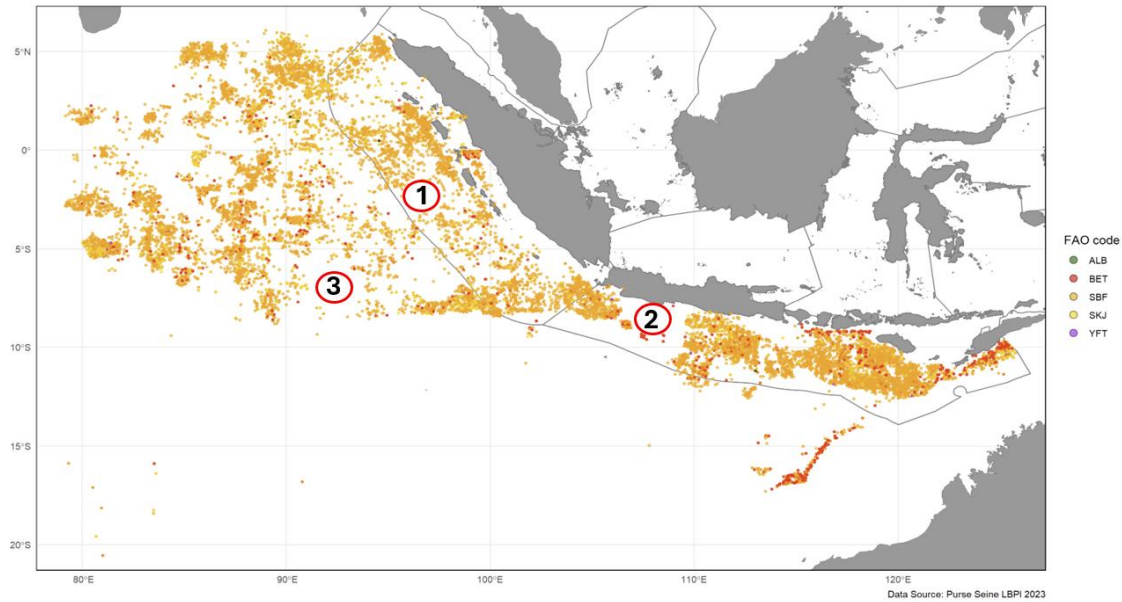 5°N
0°
5°S
10°S
15°S
20°S
80°E
90°E
100°E
110°E
120°E
1
2
3
FAO code
ALB
BET
SBF
SKJ
YFT
Data Source: Purse Seine LBPI 2023